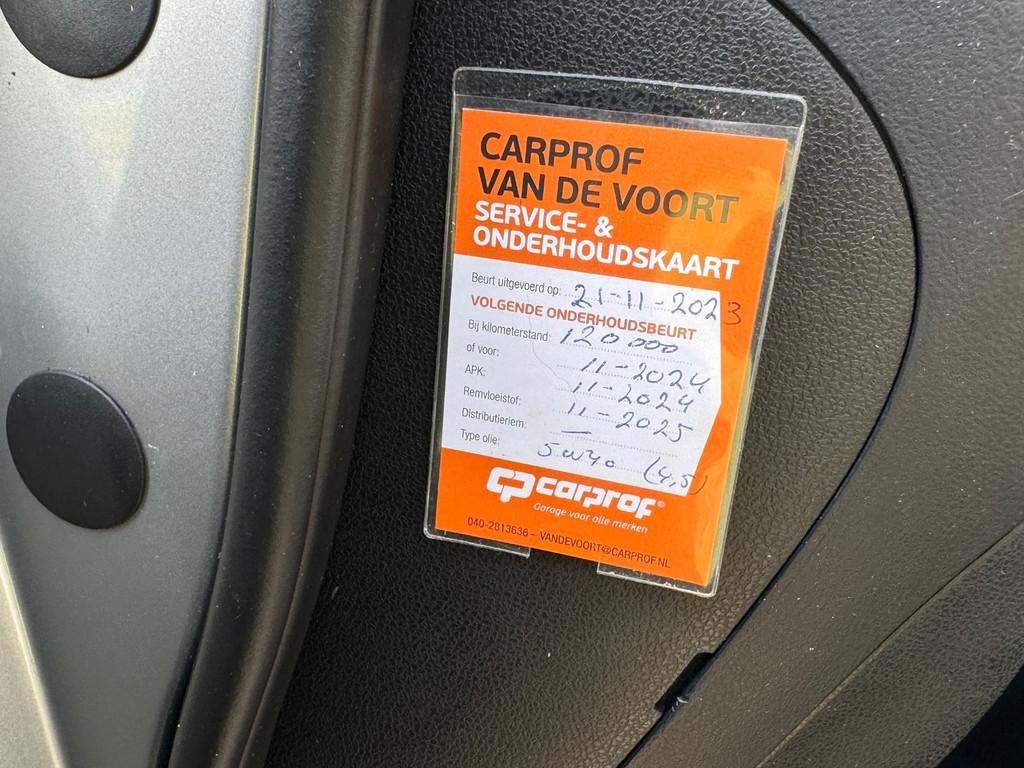 CARPROF
VAN DE VOORT
SERVICE- &
ONDERHOUDSKAART
Beurt uitgevoerd op: 21-11-2023
VOLGENDE ONDERHOUDSBEURT
Bij kilometerstand: 120000
of voor: 11-2024
APK: 11-2024
Remvloeistof: 11-2025
Distributieriem: —
Type olie: 5w40 (4,5)
carprof®
Garage voor alle merken
040-2813636 – VANDEVOORT@CARPROF.NL